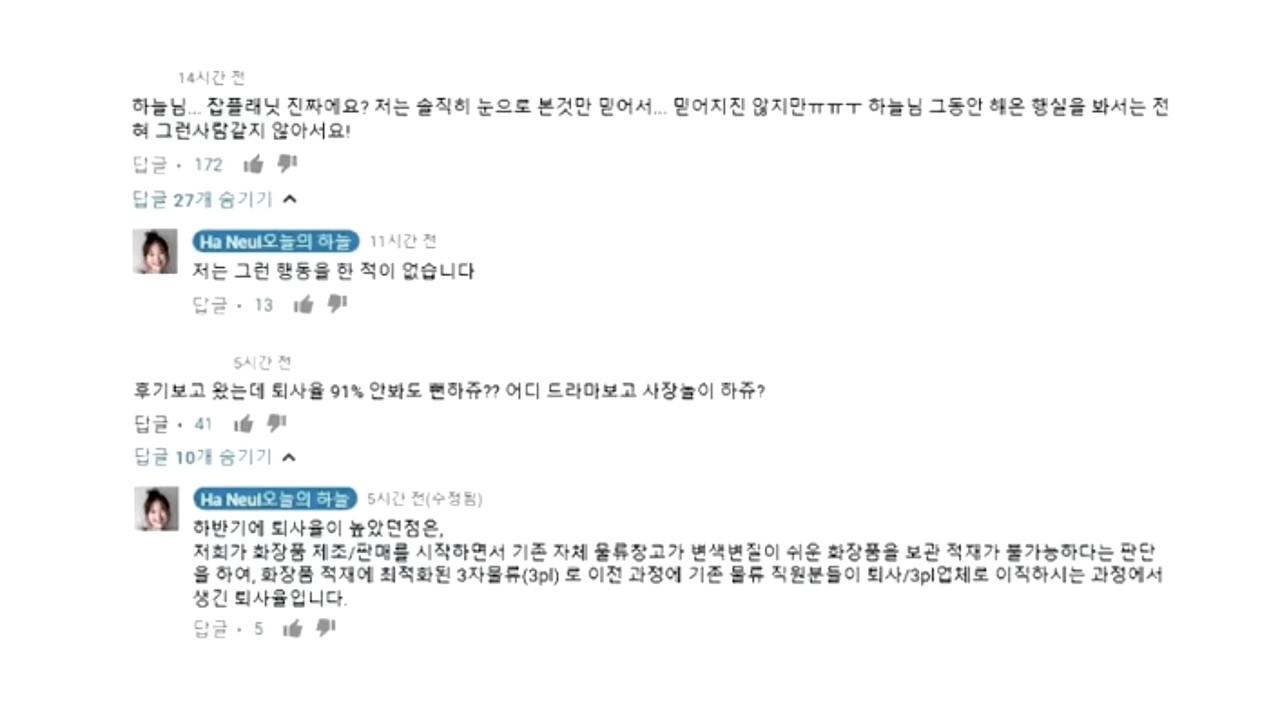 14시간 전
하늘님... 잡플래닛 진짜에요? 저는 솔직히 눈으로 본것만 믿어서... 믿어지진 않지만ㅠㅠㅜ 하늘님 그동안 해온 행실을 봐서는 전
혀 그런사람같지 않아서요!
답글 · 172
답글 27개 숨기기
Ha Neul오늘의 하늘 11시간 전
저는 그런 행동을 한 적이 없습니다
답글 · 13
5시간 전
후기보고 왔는데 퇴사율 91% 안봐도 뻔하쥬?? 어디 드라마보고 사장놀이 하쥬?
답글 · 41
답글 10개 숨기기
Ha Neul오늘의 하늘 5시간 전(수정됨)
하반기에 퇴사율이 높았던점은,
저희가 화장품 제조/판매를 시작하면서 기존 자체 물류창고가 변색변질이 쉬운 화장품을 보관 적재가 불가능하다는 판단
을 하여, 화장품 적재에 최적화된 3자물류(3pl) 로 이전 과정에 기존 물류 직원분들이 퇴사/3pl업체로 이직하시는 과정에서
생긴 퇴사율입니다.
답글 · 5